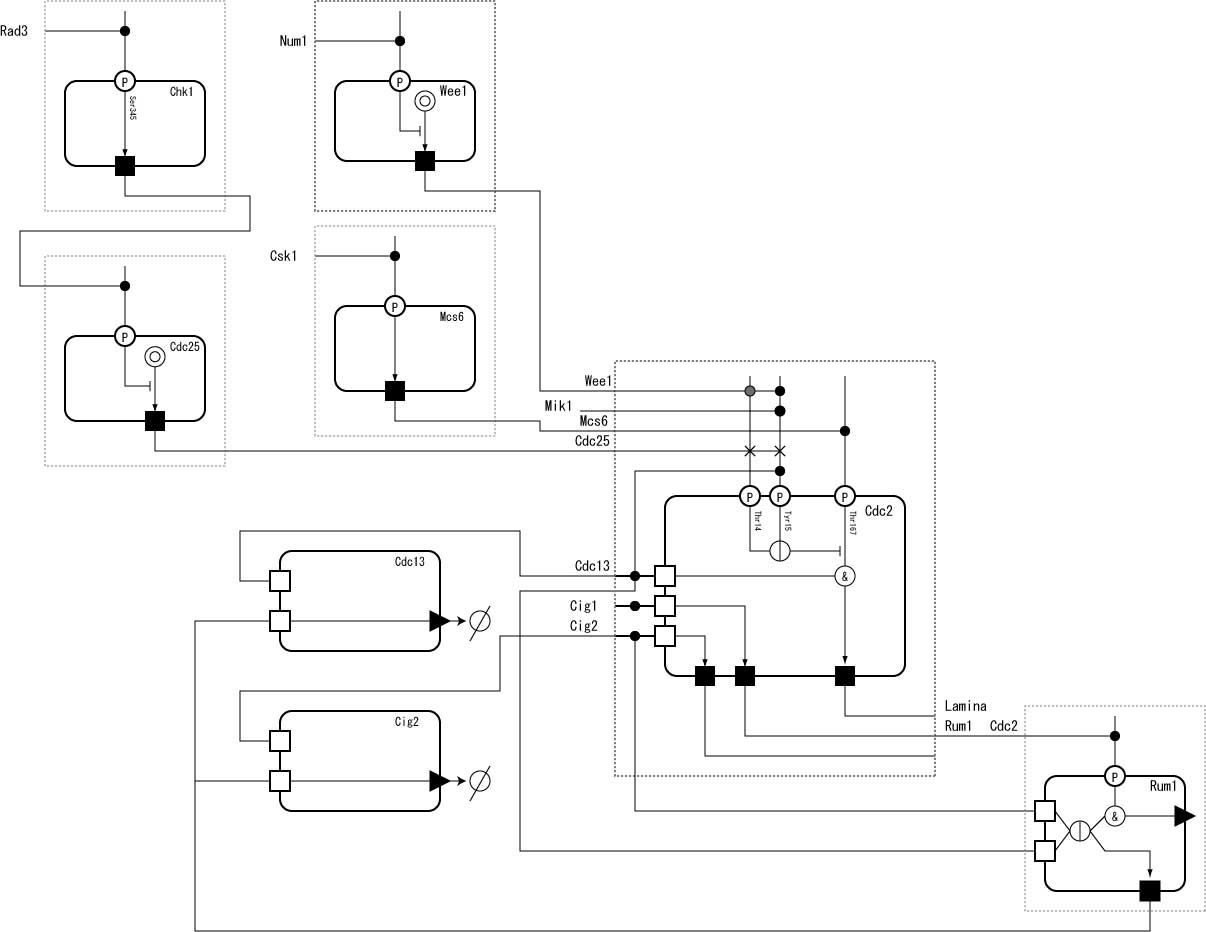 Rad3
P
Chk1
Ser345
Num1
P
Wee1
Csk1
P
Mcs6
P
Cdc25
Wee1
Mik1
Mcs6
Cdc25
P
P
P
Cdc2
Thr14
Tyr15
Thr167
&
Cdc13
Cig1
Cig2
Cdc13
Cig2
Lamina
Rum1 Cdc2
P
Rum1
&